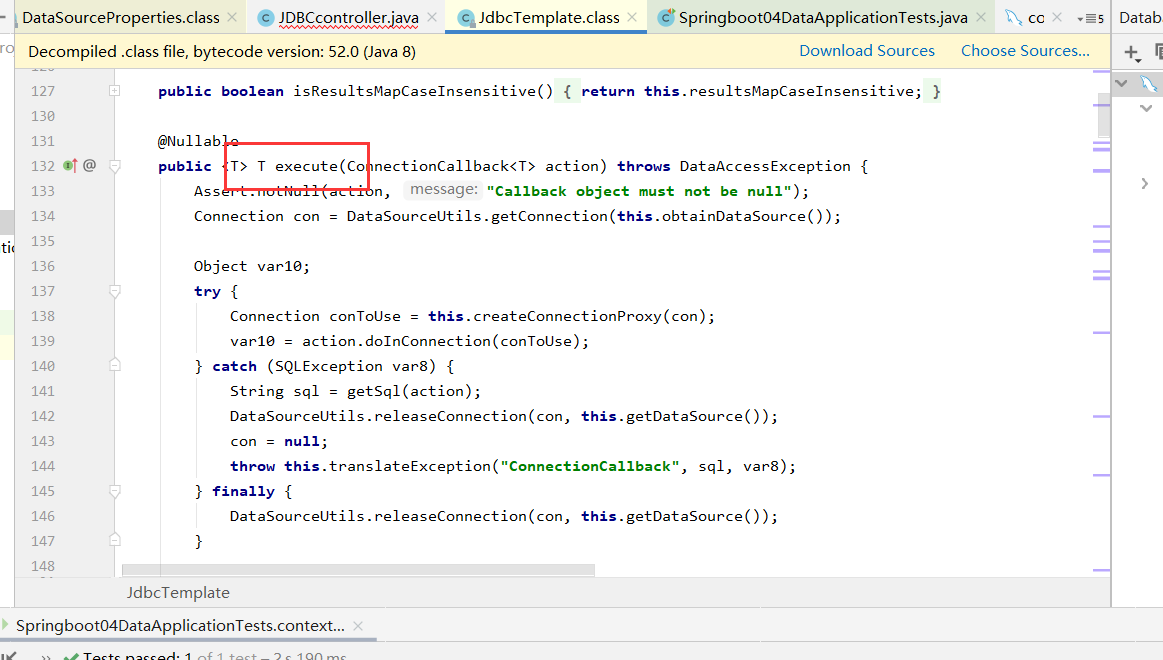 DataSourceProperties.class JDBCcontroller.java JdbcTemplate.class Springboot04DataApplicationTests.java co 5 Datab
Decompiled .class file, bytecode version: 52.0 (Java 8) Download Sources Choose Sources...
127 public boolean isResultsMapCaseInsensitive() { return this.resultsMapCaseInsensitive; }
130
131 @Nullable
132 @ public <T> T execute(ConnectionCallback<T> action) throws DataAccessException {
133 Assert.notNull(action, message: "Callback object must not be null");
134 Connection con = DataSourceUtils.getConnection(this.obtainDataSource());
135
136 Object var10;
137 try {
138 Connection conToUse = this.createConnectionProxy(con);
139 var10 = action.doInConnection(conToUse);
140 } catch (SQLException var8) {
141 String sql = getSql(action);
142 DataSourceUtils.releaseConnection(con, this.getDataSource());
143 con = null;
144 throw this.translateException("ConnectionCallback", sql, var8);
145 } finally {
146 DataSourceUtils.releaseConnection(con, this.getDataSource());
147 }
148
JdbcTemplate
Springboot04DataApplicationTests.context...
Tests passed: 1 of 1 test – 2 s 190 ms